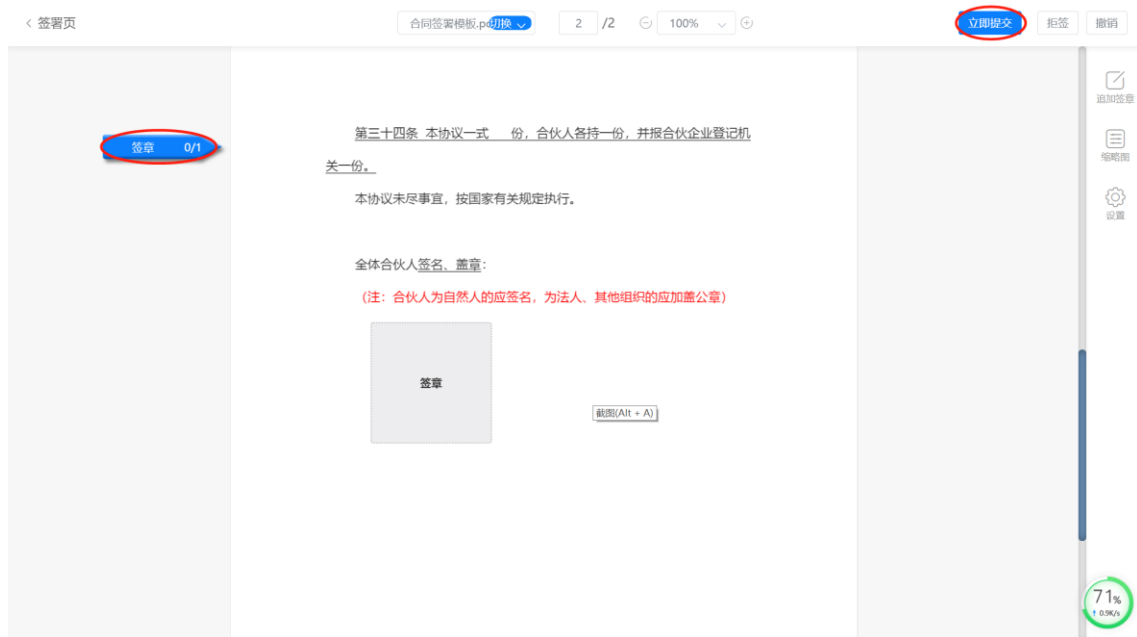 < 签署页
合同签署模板.pd切换
2 /2
100%
立即提交
拒签
撤销
追加签章
缩略图
设置
签章 0/1
第三十四条 本协议一式 份，合伙人各持一份，并报合伙企业登记机
关一份。
本协议未尽事宜，按国家有关规定执行。
全体合伙人签名、盖章：
（注：合伙人为自然人的应签名，为法人、其他组织的应加盖公章）
签章
截图(Alt + A)
71%
↑ 0.9K/s